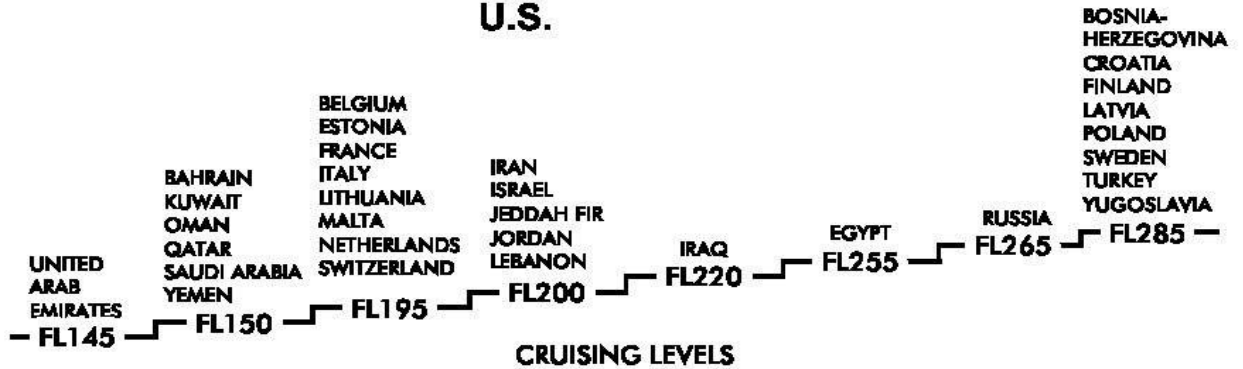 U.S.
UNITED
ARAB
EMIRATES
FL145
BAHRAIN
KUWAIT
OMAN
QATAR
SAUDI ARABIA
YEMEN
FL150
BELGIUM
ESTONIA
FRANCE
ITALY
LITHUANIA
MALTA
NETHERLANDS
SWITZERLAND
FL195
IRAN
ISRAEL
JEDDAH FIR
JORDAN
LEBANON
FL200
IRAQ
FL220
EGYPT
FL255
RUSSIA
FL265
BOSNIA-
HERZEGOVINA
CROATIA
FINLAND
LATVIA
POLAND
SWEDEN
TURKEY
YUGOSLAVIA
FL285
CRUISING LEVELS